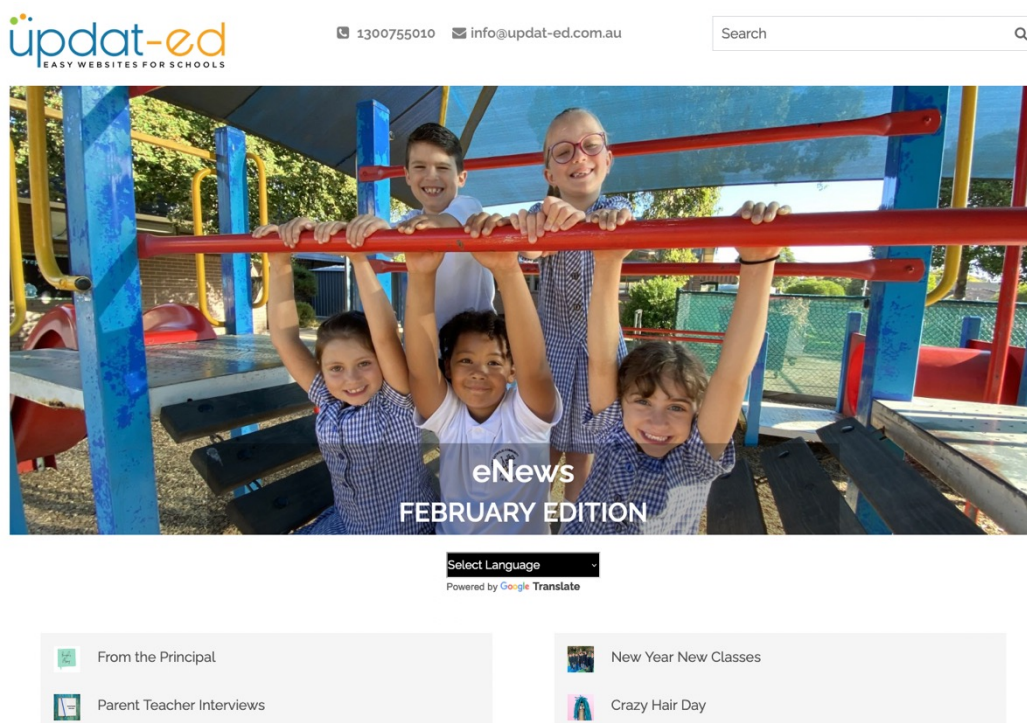 updat-ed
EASY WEBSITES FOR SCHOOLS
1300755010
info@updat-ed.com.au
Search
eNews
FEBRUARY EDITION
Select Language
Powered by Google Translate
From the Principal
New Year New Classes
Parent Teacher Interviews
Crazy Hair Day